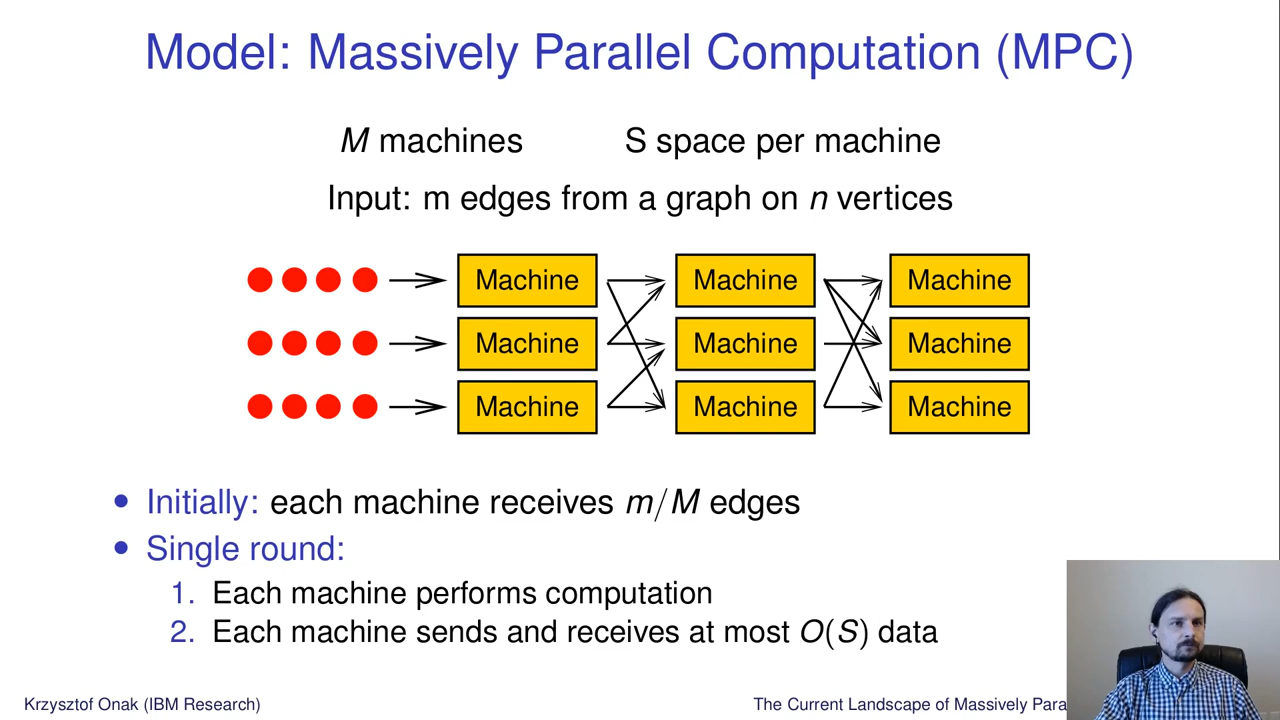 Model: Massively Parallel Computation (MPC)
M machines S space per machine
Input: m edges from a graph on n vertices
Machine Machine Machine
Machine Machine Machine
Machine Machine Machine
• Initially: each machine receives m/M edges
• Single round:
1. Each machine performs computation
2. Each machine sends and receives at most O(S) data
Krzysztof Onak (IBM Research) The Current Landscape of Massively